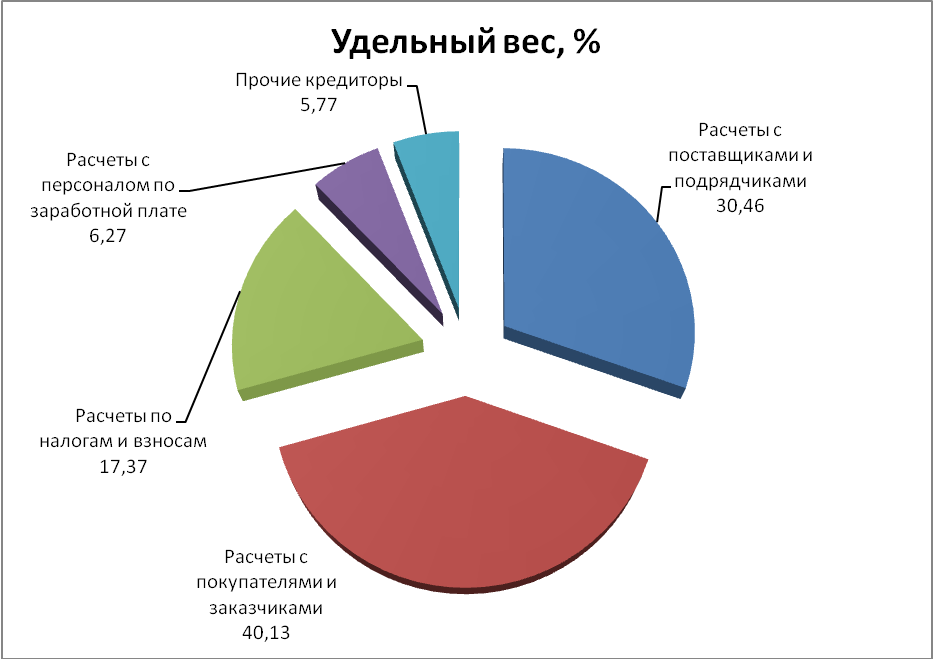 Удельный вес, %
Прочие кредиторы
5,77
Расчеты с
поставщиками и
подрядчиками
30,46
Расчеты с
персоналом по
заработной плате
6,27
Расчеты по
налогам и взносам
17,37
Расчеты с
покупателями и
заказчиками
40,13